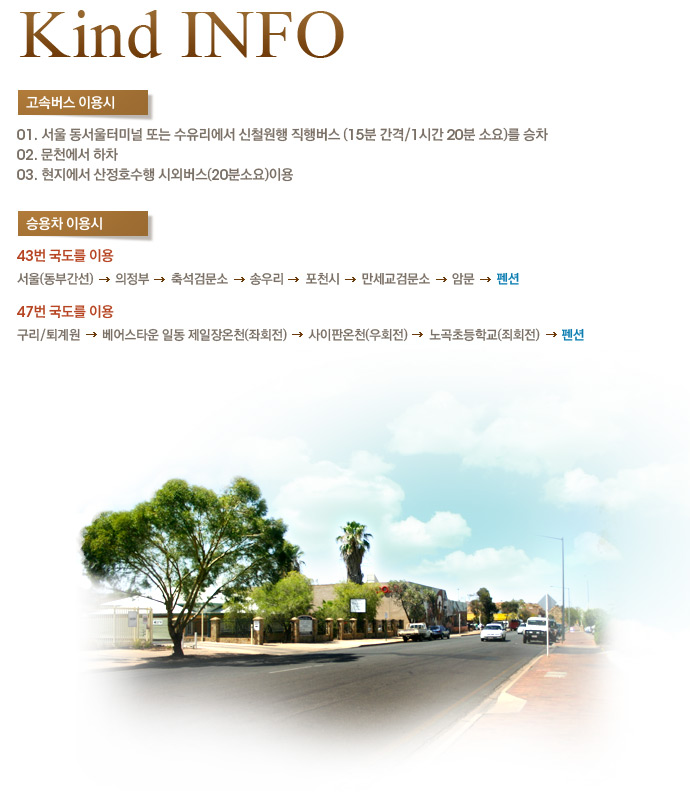 Kind INFO
고속버스 이용시
01. 서울 동서울터미널 또는 수유리에서 신철원행 직행버스 (15분 간격/1시간 20분 소요)를 승차
02. 문천에서 하차
03. 현지에서 산정호수행 시외버스(20분소요)이용
승용차 이용시
43번 국도를 이용
서울(동부간선) → 의정부 → 축석검문소 → 송우리 → 포천시 → 만세교검문소 → 암문 → 펜션
47번 국도를 이용
구리/퇴계원 → 베어스타운 일동 제일장온천(좌회전) → 사이판온천(우회전) → 노곡초등학교(죄회전) → 펜션